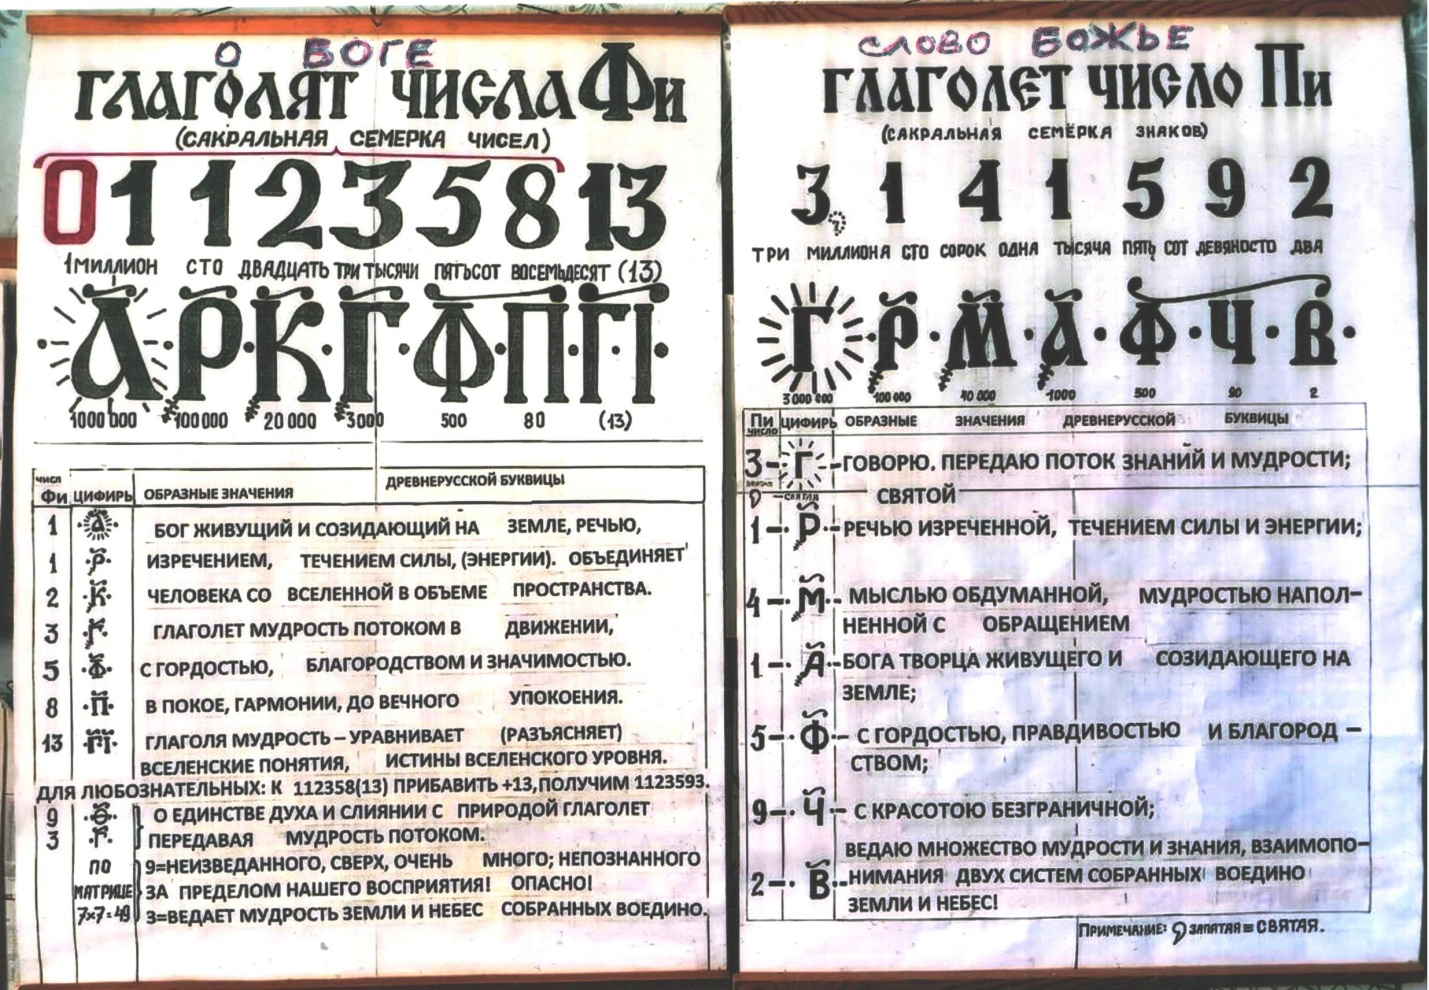 О БОГЕ
ГЛАГОЛЯТ ЧИСЛА Фи
(САКРАЛЬНАЯ СЕМЕРКА ЧИСЕЛ)
0 1 1 2 3 5 8 13
1 МИЛЛИОН СТО ДВАДЦАТЬ ТРИ ТЫСЯЧИ ПЯТЬСОТ ВОСЕМЬДЕСЯТ (13)
·А·Р·К·Г·Ф·П·ГІ·
1000 000 100 000 20 000 3000 500 80 (13)
ЧИСЛ ФИ ЦИФИРЬ ОБРАЗНЫЕ ЗНАЧЕНИЯ ДРЕВНЕРУССКОЙ БУКВИЦЫ
1 ·А· БОГ ЖИВУЩИЙ И СОЗИДАЮЩИЙ НА ЗЕМЛЕ, РЕЧЬЮ,
1 ·Р· ИЗРЕЧЕНИЕМ, ТЕЧЕНИЕМ СИЛЫ, (ЭНЕРГИИ). ОБЪЕДИНЯЕТ
2 ·К· ЧЕЛОВЕКА СО ВСЕЛЕННОЙ В ОБЪЕМЕ ПРОСТРАНСТВА.
3 ·Г· ГЛАГОЛЕТ МУДРОСТЬ ПОТОКОМ В ДВИЖЕНИИ,
5 ·Ф· С ГОРДОСТЬЮ, БЛАГОРОДСТВОМ И ЗНАЧИМОСТЬЮ.
8 ·П· В ПОКОЕ, ГАРМОНИИ, ДО ВЕЧНОГО УПОКОЕНИЯ.
13 ·ГІ· ГЛАГОЛЯ МУДРОСТЬ – УРАВНИВАЕТ (РАЗЪЯСНЯЕТ)
ВСЕЛЕНСКИЕ ПОНЯТИЯ, ИСТИНЫ ВСЕЛЕНСКОГО УРОВНЯ.
ДЛЯ ЛЮБОЗНАТЕЛЬНЫХ: К 112358(13) ПРИБАВИТЬ +13, ПОЛУЧИМ 1123593.
9 ·Ѳ· О ЕДИНСТВЕ ДУХА И СЛИЯНИИ С ПРИРОДОЙ ГЛАГОЛЕТ
3 ·Г· ПЕРЕДАВАЯ МУДРОСТЬ ПОТОКОМ.
ПО 9=НЕИЗВЕДАННОГО, СВЕРХ, ОЧЕНЬ МНОГО; НЕПОЗНАННОГО
МАТРИЦЕ ЗА ПРЕДЕЛОМ НАШЕГО ВОСПРИЯТИЯ! ОПАСНО!
7×7=49 3=ВЕДАЕТ МУДРОСТЬ ЗЕМЛИ И НЕБЕС СОБРАННЫХ ВОЕДИНО.
СЛОВО БОЖЬЕ
ГЛАГОЛЕТ ЧИСЛО Пи
(САКРАЛЬНАЯ СЕМЁРКА ЗНАКОВ)
3, 1 4 1 5 9 2
ТРИ МИЛЛИОНА СТО СОРОК ОДНА ТЫСЯЧА ПЯТЬ СОТ ДЕВЯНОСТО ДВА
Г·Р·М·А·Ф·Ч·В·
3 000 000 100 000 40 000 1000 500 90 2
Пи ЧИСЛО ЦИФИРЬ ОБРАЗНЫЕ ЗНАЧЕНИЯ ДРЕВНЕРУССКОЙ БУКВИЦЫ
3 – Г – ГОВОРЮ. ПЕРЕДАЮ ПОТОК ЗНАНИЙ И МУДРОСТИ;
, – СВЯТАЯ СВЯТОЙ
1 – ·Р· – РЕЧЬЮ ИЗРЕЧЕННОЙ, ТЕЧЕНИЕМ СИЛЫ И ЭНЕРГИИ;
4 – ·М· – МЫСЛЬЮ ОБДУМАННОЙ, МУДРОСТЬЮ НАПОЛ–
НЕННОЙ С ОБРАЩЕНИЕМ
1 – ·А· – БОГА ТВОРЦА ЖИВУЩЕГО И СОЗИДАЮЩЕГО НА
ЗЕМЛЕ;
5 – ·Ф· – С ГОРДОСТЬЮ, ПРАВДИВОСТЬЮ И БЛАГОРОД –
СТВОМ;
9 – ·Ч – С КРАСОТОЮ БЕЗГРАНИЧНОЙ;
ВЕДАЮ МНОЖЕСТВО МУДРОСТИ И ЗНАНИЯ, ВЗАИМОПО–
2 – ·В· – НИМАНИЯ ДВУХ СИСТЕМ СОБРАННЫХ ВОЕДИНО
ЗЕМЛИ И НЕБЕС!
ПРИМЕЧАНИЕ: , ЗАПЯТАЯ = СВЯТАЯ.